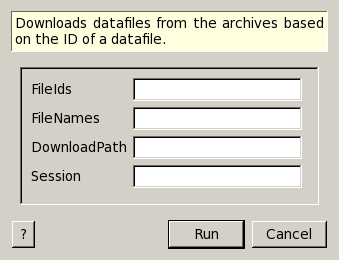 Downloads datafiles from the archives based
on the ID of a datafile.
FileIds
FileNames
DownloadPath
Session
? Run Cancel